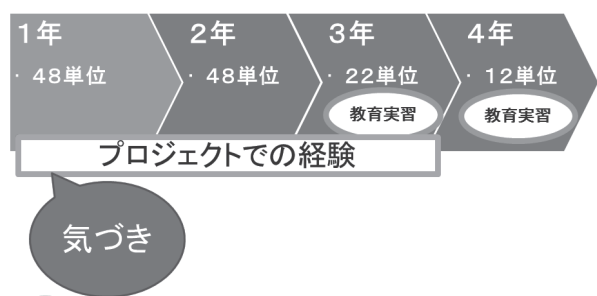 1年
2年
3年
4年
· 48単位
· 48単位
· 22単位
· 12単位
教育実習
教育実習
プロジェクトでの経験
気づき